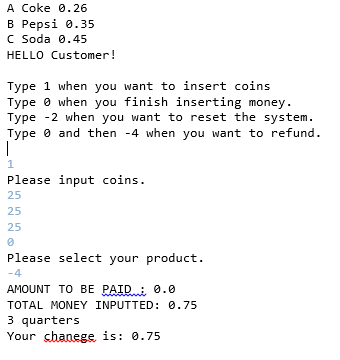 A Coke 0.26
B Pepsi 0.35
C Soda 0.45
HELLO Customer!
Type 1 when you want to insert coins
Type 0 when you finish inserting money.
Type -2 when you want to reset the system.
Type 0 and then -4 when you want to refund.
1
Please input coins.
25
25
25
0
Please select your product.
-4
AMOUNT TO BE PAID : 0.0
TOTAL MONEY INPUTTED: 0.75
3 quarters
Your chanege is: 0.75